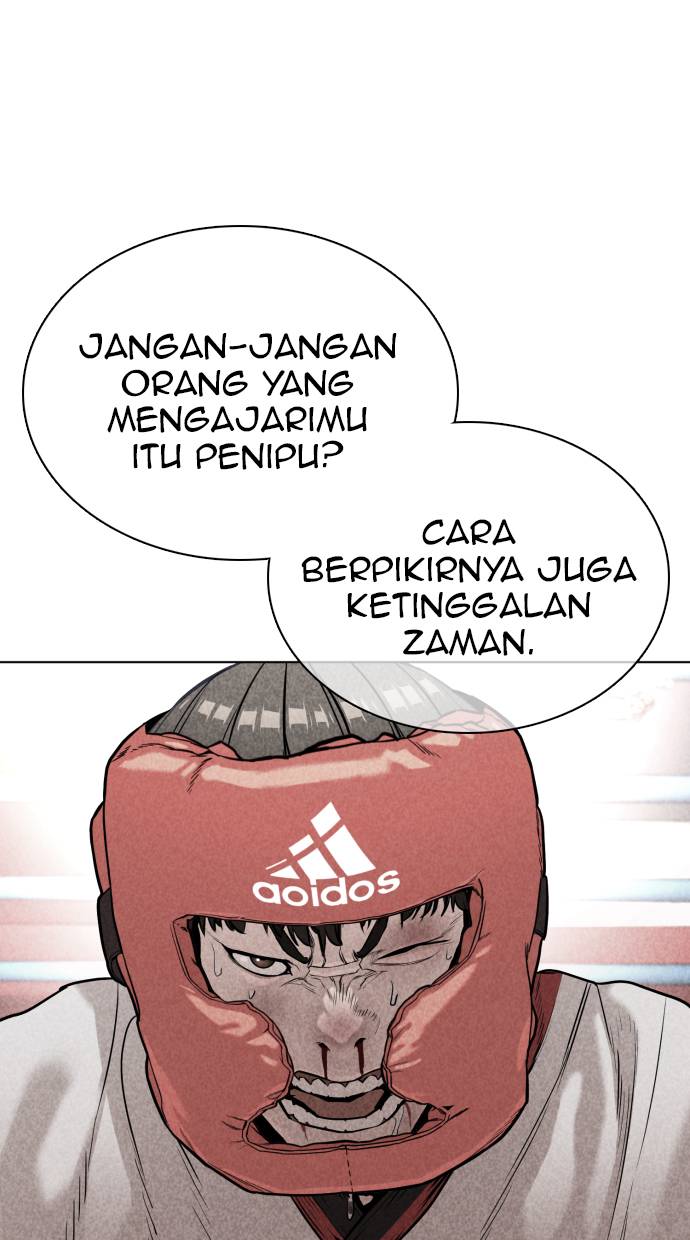 JANGAN-JANGAN
ORANG YANG
MENGAJARIMU
ITU PENIPU?
CARA
BERPIKIRNYA JUGA
KETINGGALAN
ZAMAN.
aoidos